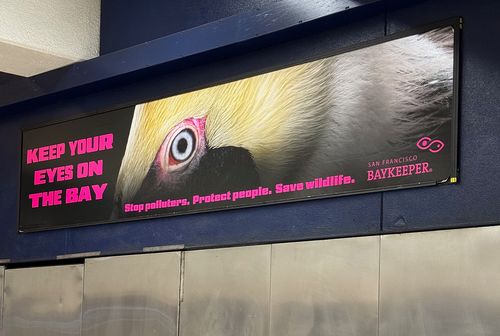 KEEP YOUR
EYES ON
THE BAY
Stop polluters. Protect people. Save wildlife.
SAN FRANCISCO
BAYKEEPER®